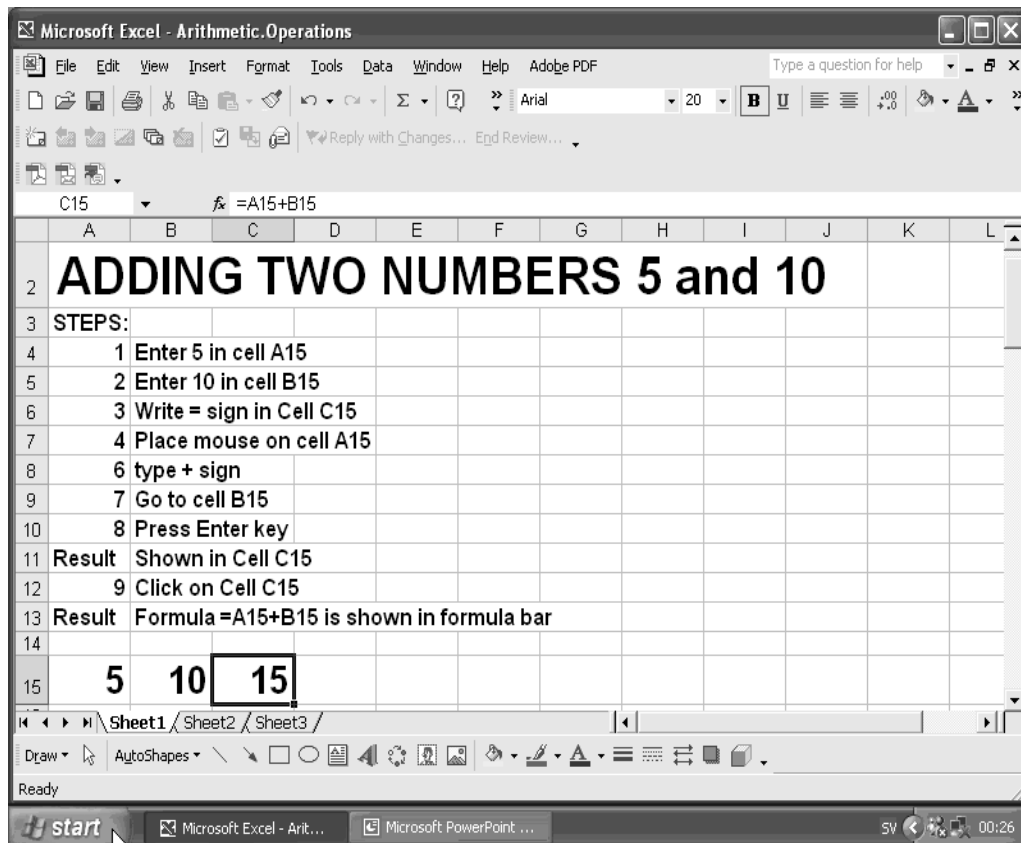 Microsoft Excel - Arithmetic.Operations
File Edit View Insert Format Tools Data Window Help Adobe PDF Type a question for help
Arial 20 B U
Reply with Changes... End Review...
C15 fx =A15+B15
A B C D E F G H I J K L
2 ADDING TWO NUMBERS 5 and 10
3 STEPS:
4 1 Enter 5 in cell A15
5 2 Enter 10 in cell B15
6 3 Write = sign in Cell C15
7 4 Place mouse on cell A15
8 6 type + sign
9 7 Go to cell B15
10 8 Press Enter key
11 Result Shown in Cell C15
12 9 Click on Cell C15
13 Result Formula =A15+B15 is shown in formula bar
14
15 5 10 15
Sheet1 Sheet2 Sheet3
Draw AutoShapes
Ready
start Microsoft Excel - Arit... Microsoft PowerPoint ... SV 00:26